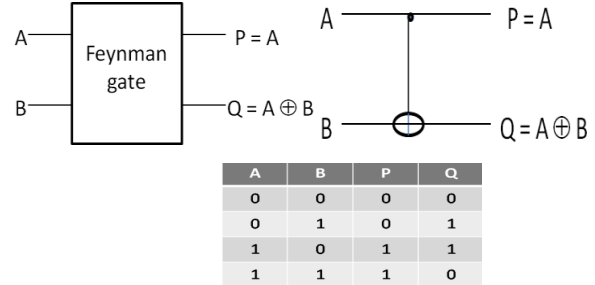 A
Feynman
gate
P = A
B
Q = A ⊕ B
A
P = A
B
Q = A ⊕ B
A B P Q
0 0 0 0
0 1 0 1
1 0 1 1
1 1 1 0